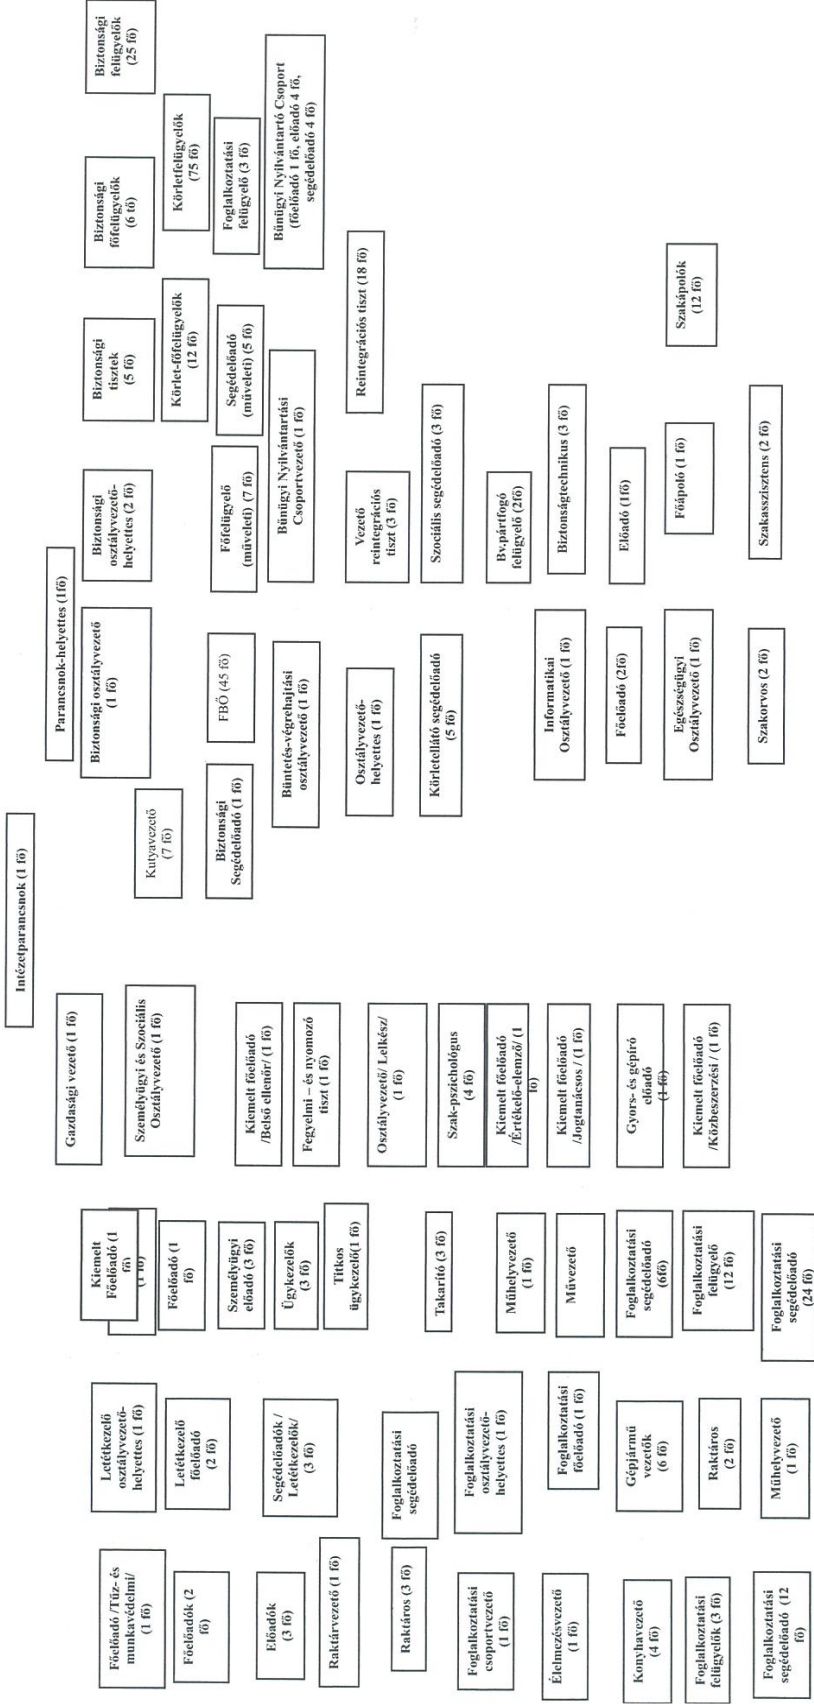 Intézetparancsnok (1 fő)
Parancsnok-helyettes (1fő)
Gazdasági vezető (1 fő)
Főelőadó /Tűz- és
munkavédelmi/
(1 fő)
Letétkezelő
osztályvezető-
helyettes (1 fő)
Kiemelt
Főelőadó (1
fő)
(1 fő)
Személyügyi és Szociális
Osztályvezető (1 fő)
Biztonsági osztályvezető
(1 fő)
Biztonsági
osztályvezető-
helyettes (2 fő)
Biztonsági
tisztek
(5 fő)
Biztonsági
főfelügyelők
(6 fő)
Biztonsági
felügyelők
(25 fő)
Előadók
Főelőadók (2
fő)
Letétkezelő
főelőadó
(2 fő)
Főelőadó (1
fő)
Kutyavezető
(7 fő)
Körlet-főfelügyelők
(12 fő)
Körletfelügyelők
(75 fő)
Személyügyi
előadó (3 fő)
Kiemelt főelőadó
/Belső ellenőr/ (1 fő)
Biztonsági
Segédelőadó (1 fő)
FBŐ (45 fő)
Főfelügyelő
(műveleti) (7 fő)
Segédelőadó
(műveleti) (5 fő)
Foglalkoztatási
felügyelő (3 fő)
Előadók
(3 fő)
Segédelőadók /
Letétkezelők/
(3 fő)
Ügykezelők
(3 fő)
Fegyelmi – és nyomozó
tiszt (1 fő)
Büntetés-végrehajtási
osztályvezető (1 fő)
Bűnügyi Nyilvántartási
Csoportvezető (1 fő)
Bűnügyi Nyilvántartó Csoport
(főelőadó 1 fő, előadó 4 fő,
segédelőadó 4 fő)
Raktárvezető (1 fő)
Titkos
ügykezelő(1 fő)
Osztályvezető/ Lelkész/
(1 fő)
Osztályvezető-
helyettes (1 fő)
Vezető
reintegrációs
tiszt (3 fő)
Reintegrációs tiszt (18 fő)
Raktáros (3 fő)
Foglalkoztatási
segédelőadó
Takarító (3 fő)
Szak-pszichológus
(4 fő)
Körletellátó segédelőadó
(5 fő)
Szociális segédelőadó (3 fő)
Foglalkoztatási
csoportvezető
(1 fő)
Foglalkoztatási
osztályvezető-
helyettes (1 fő)
Műhelyvezető
(1 fő)
Kiemelt főelőadó
/Értékelő-elemző/ (1
fő)
Bv.pártfogó
felügyelő (2fő)
Élelmezésvezető
(1 fő)
Foglalkoztatási
főelőadó (1 fő)
Művezető
Kiemelt főelőadó
/Jogtanácsos / (1 fő)
Informatikai
Osztályvezető (1 fő)
Biztonságtechnikus (3 fő)
Konyhavezető
(4 fő)
Gépjármű
vezetők
(6 fő)
Foglalkoztatási
segédelőadó
(6fő)
Gyors- és gépíró
előadó
(1 fő)
Főelőadó (2fő)
Előadó (1fő)
Foglalkoztatási
felügyelők (3 fő)
Raktáros
(2 fő)
Foglalkoztatási
felügyelő
(12 fő)
Kiemelt főelőadó
/Közbeszerzési / (1 fő)
Egészségügyi
Osztályvezető (1 fő)
Főápoló (1 fő)
Szakápolók
(12 fő)
Foglalkoztatási
segédelőadó (12
fő)
Műhelyvezető
(1 fő)
Foglalkoztatási
segédelőadó
(24 fő)
Szakorvos (2 fő)
Szakasszisztens (2 fő)